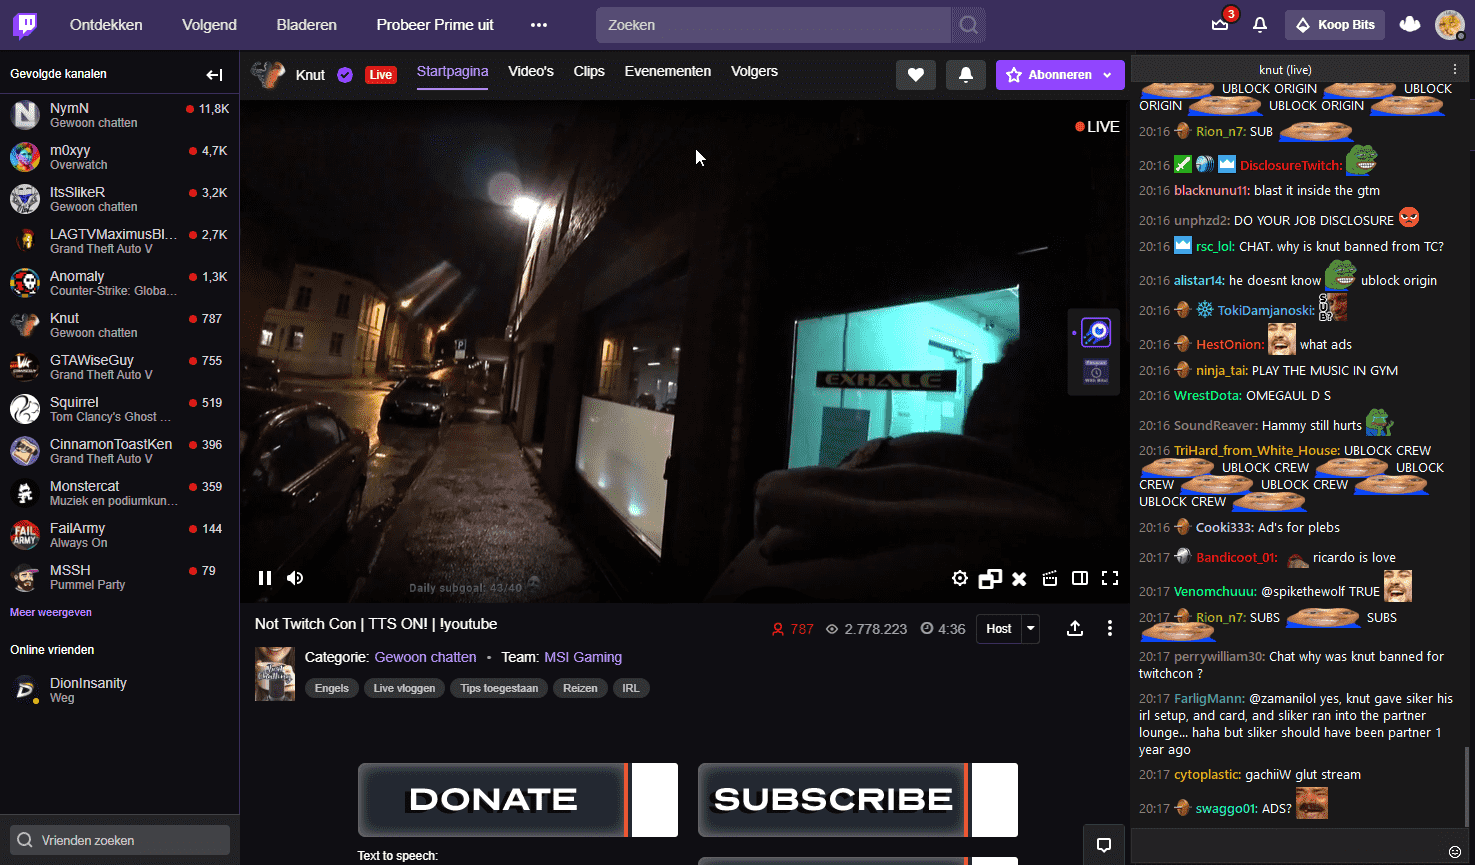 Ontdekken
Volgend
Bladeren
Probeer Prime uit
Zoeken
3
Koop Bits
Gevolgde kanalen
NymN
11,8K
Gewoon chatten
m0xyy
4,7K
Overwatch
ItsSlikeR
3,2K
Gewoon chatten
LAGTVMaximusBl...
2,7K
Grand Theft Auto V
Anomaly
1,3K
Counter-Strike: Globa...
Knut
787
Gewoon chatten
GTAWiseGuy
755
Grand Theft Auto V
Squirrel
519
Tom Clancy's Ghost ...
CinnamonToastKen
396
Grand Theft Auto V
Monstercat
359
Muziek en podiumkun...
FAIL ARMY
FailArmy
144
Always On
MSSH
79
Pummel Party
Meer weergeven
Online vrienden
DionInsanity
Weg
Vrienden zoeken
Knut
Live
Startpagina
Video's
Clips
Evenementen
Volgers
Abonneren
LIVE
P
EXHALE
Daily subgoal: 43/40
Not Twitch Con | TTS ON! | !youtube
787
2.778.223
4:36
Host
Categorie: Gewoon chatten • Team: MSI Gaming
Engels
Live vloggen
Tips toegestaan
Reizen
IRL
DONATE
SUBSCRIBE
Text to speech:
knut (live)
UBLOCK ORIGIN UBLOCK
ORIGIN UBLOCK ORIGIN
20:16 Rion_n7: SUB
20:16 DisclosureTwitch:
20:16 blacknunu11: blast it inside the gtm
20:16 unphzd2: DO YOUR JOB DISCLOSURE
20:16 rsc_lol: CHAT. why is knut banned from TC?
20:16 alistar14: he doesnt know ublock origin
20:16 TokiDamjanoski: SUB?
20:16 HestOnion: what ads
20:16 ninja_tai: PLAY THE MUSIC IN GYM
20:16 WrestDota: OMEGAUL D S
20:16 SoundReaver: Hammy still hurts
20:16 TriHard_from_White_House: UBLOCK CREW
UBLOCK CREW UBLOCK
CREW UBLOCK CREW
UBLOCK CREW
20:16 Cooki333: Ad's for plebs
20:17 Bandicoot_01: ricardo is love
20:17 Venomchuuu: @spikethewolf TRUE
20:17 Rion_n7: SUBS SUBS
20:17 perrywilliam30: Chat why was knut banned for
twitchcon ?
20:17 FarligMann: @zamanilol yes, knut gave siker his
irl setup, and card, and sliker ran into the partner
lounge... haha but sliker should have been partner 1
year ago
20:17 cytoplastic: gachiiW glut stream
20:17 swaggo01: ADS?